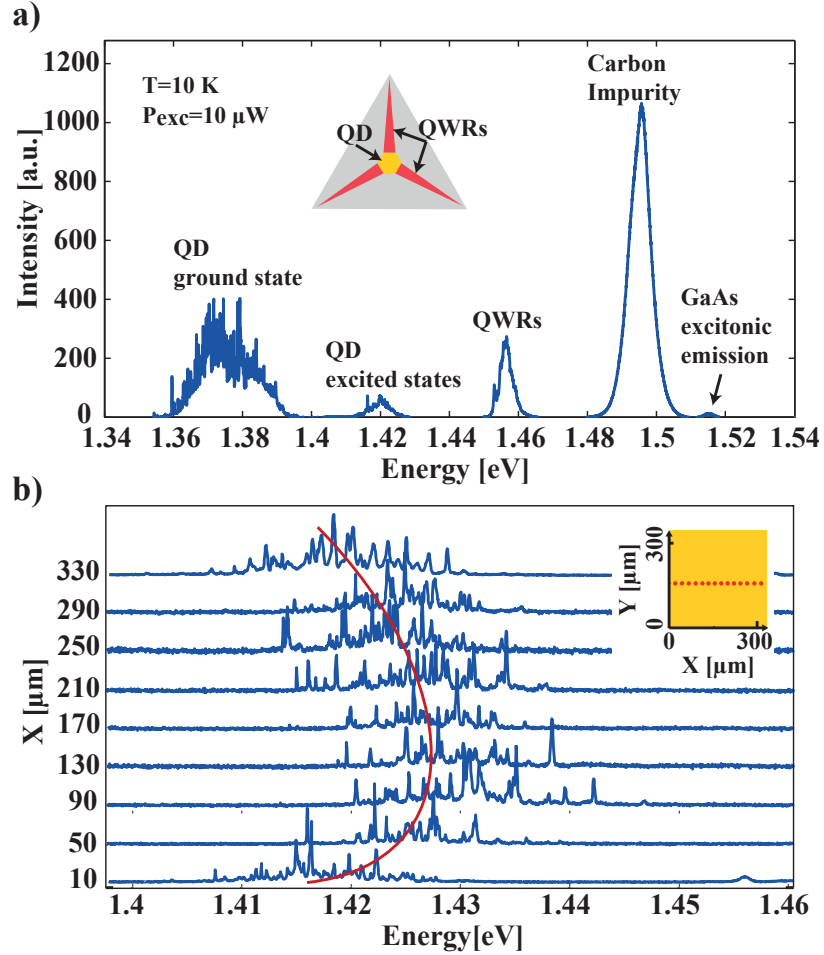 a)
1200
1000
800
600
400
200
0
Intensity [a.u.]
T=10 K
Pexc=10 μW
QD
QWRs
Carbon
Impurity
QD
ground state
QD
excited states
QWRs
GaAs
excitonic
emission
1.34 1.36 1.38 1.4 1.42 1.44 1.46 1.48 1.5 1.52 1.54
Energy [eV]
b)
330
290
250
210
170
130
90
50
10
X [μm]
300
0
Y [μm]
0 300
X [μm]
1.4 1.41 1.42 1.43 1.44 1.45 1.46
Energy[eV]